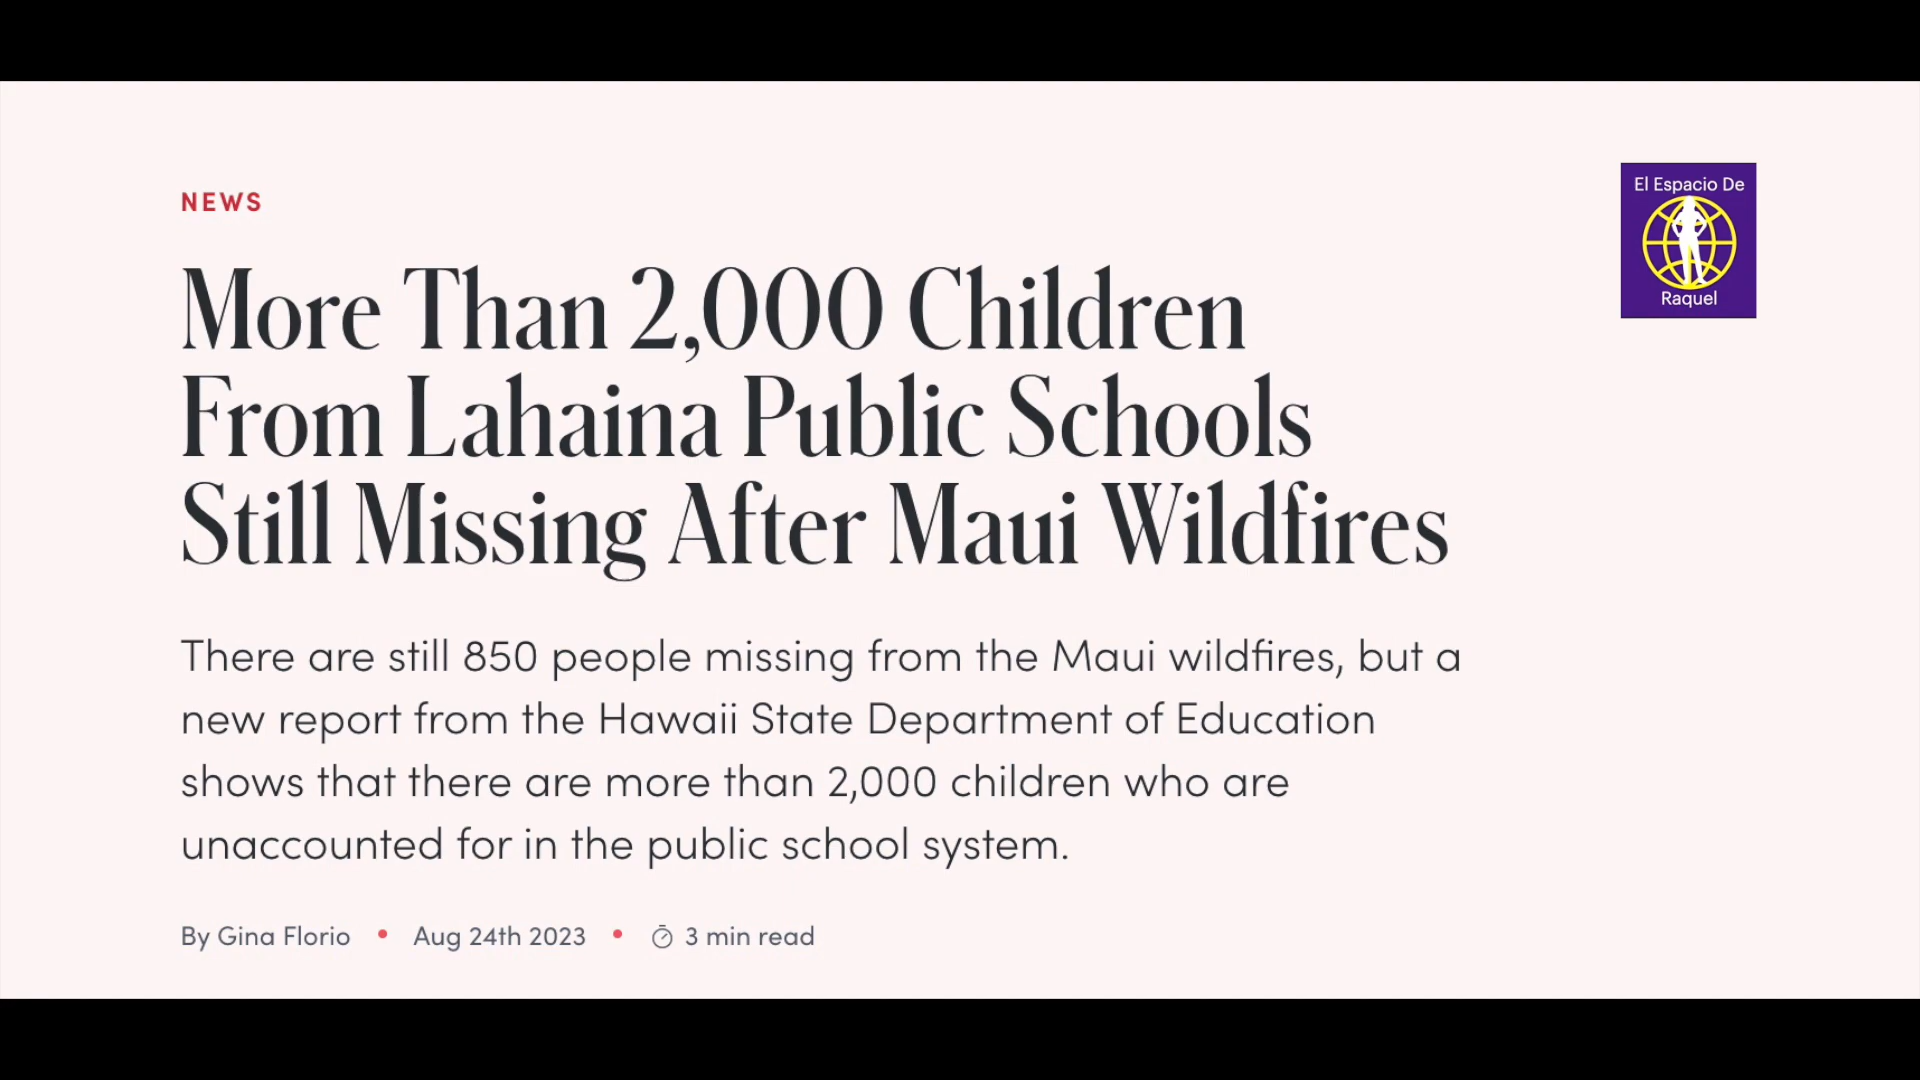 NEWS
El Espacio De
Raquel
More Than 2,000 Children
From Lahaina Public Schools
Still Missing After Maui Wildfires
There are still 850 people missing from the Maui wildfires, but a
new report from the Hawaii State Department of Education
shows that there are more than 2,000 children who are
unaccounted for in the public school system.
By Gina Florio • Aug 24th 2023 • 3 min read